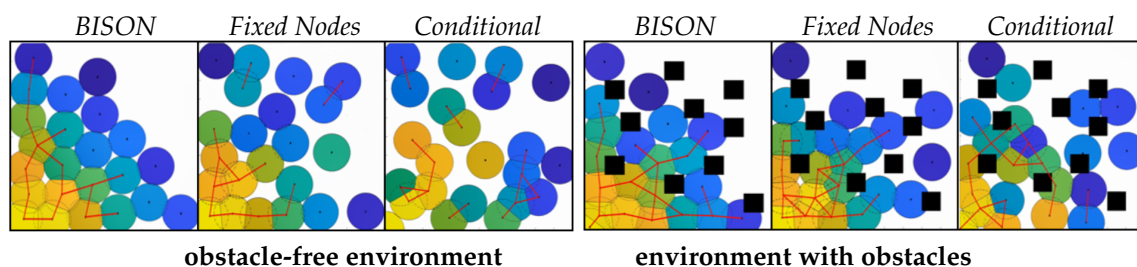 BISON Fixed Nodes Conditional BISON Fixed Nodes Conditional
obstacle-free environment environment with obstacles